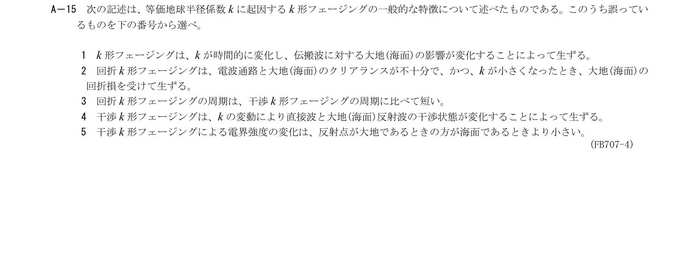 A－15 次の記述は、等価地球半径係数 k に起因する k 形フェージングの一般的な特徴について述べたものである。このうち誤ってい
るものを下の番号から選べ。
1 k 形フェージングは、k が時間的に変化し、伝搬波に対する大地(海面)の影響が変化することによって生ずる。
2 回折 k 形フェージングは、電波通路と大地(海面)のクリアランスが不十分で、かつ、k が小さくなったとき、大地(海面)の
回折損を受けて生ずる。
3 回折 k 形フェージングの周期は、干渉 k 形フェージングの周期に比べて短い。
4 干渉 k 形フェージングは、k の変動により直接波と大地(海面)反射波の干渉状態が変化することによって生ずる。
5 干渉 k 形フェージングによる電界強度の変化は、反射点が大地であるときの方が海面であるときより小さい。
(FB707-4)